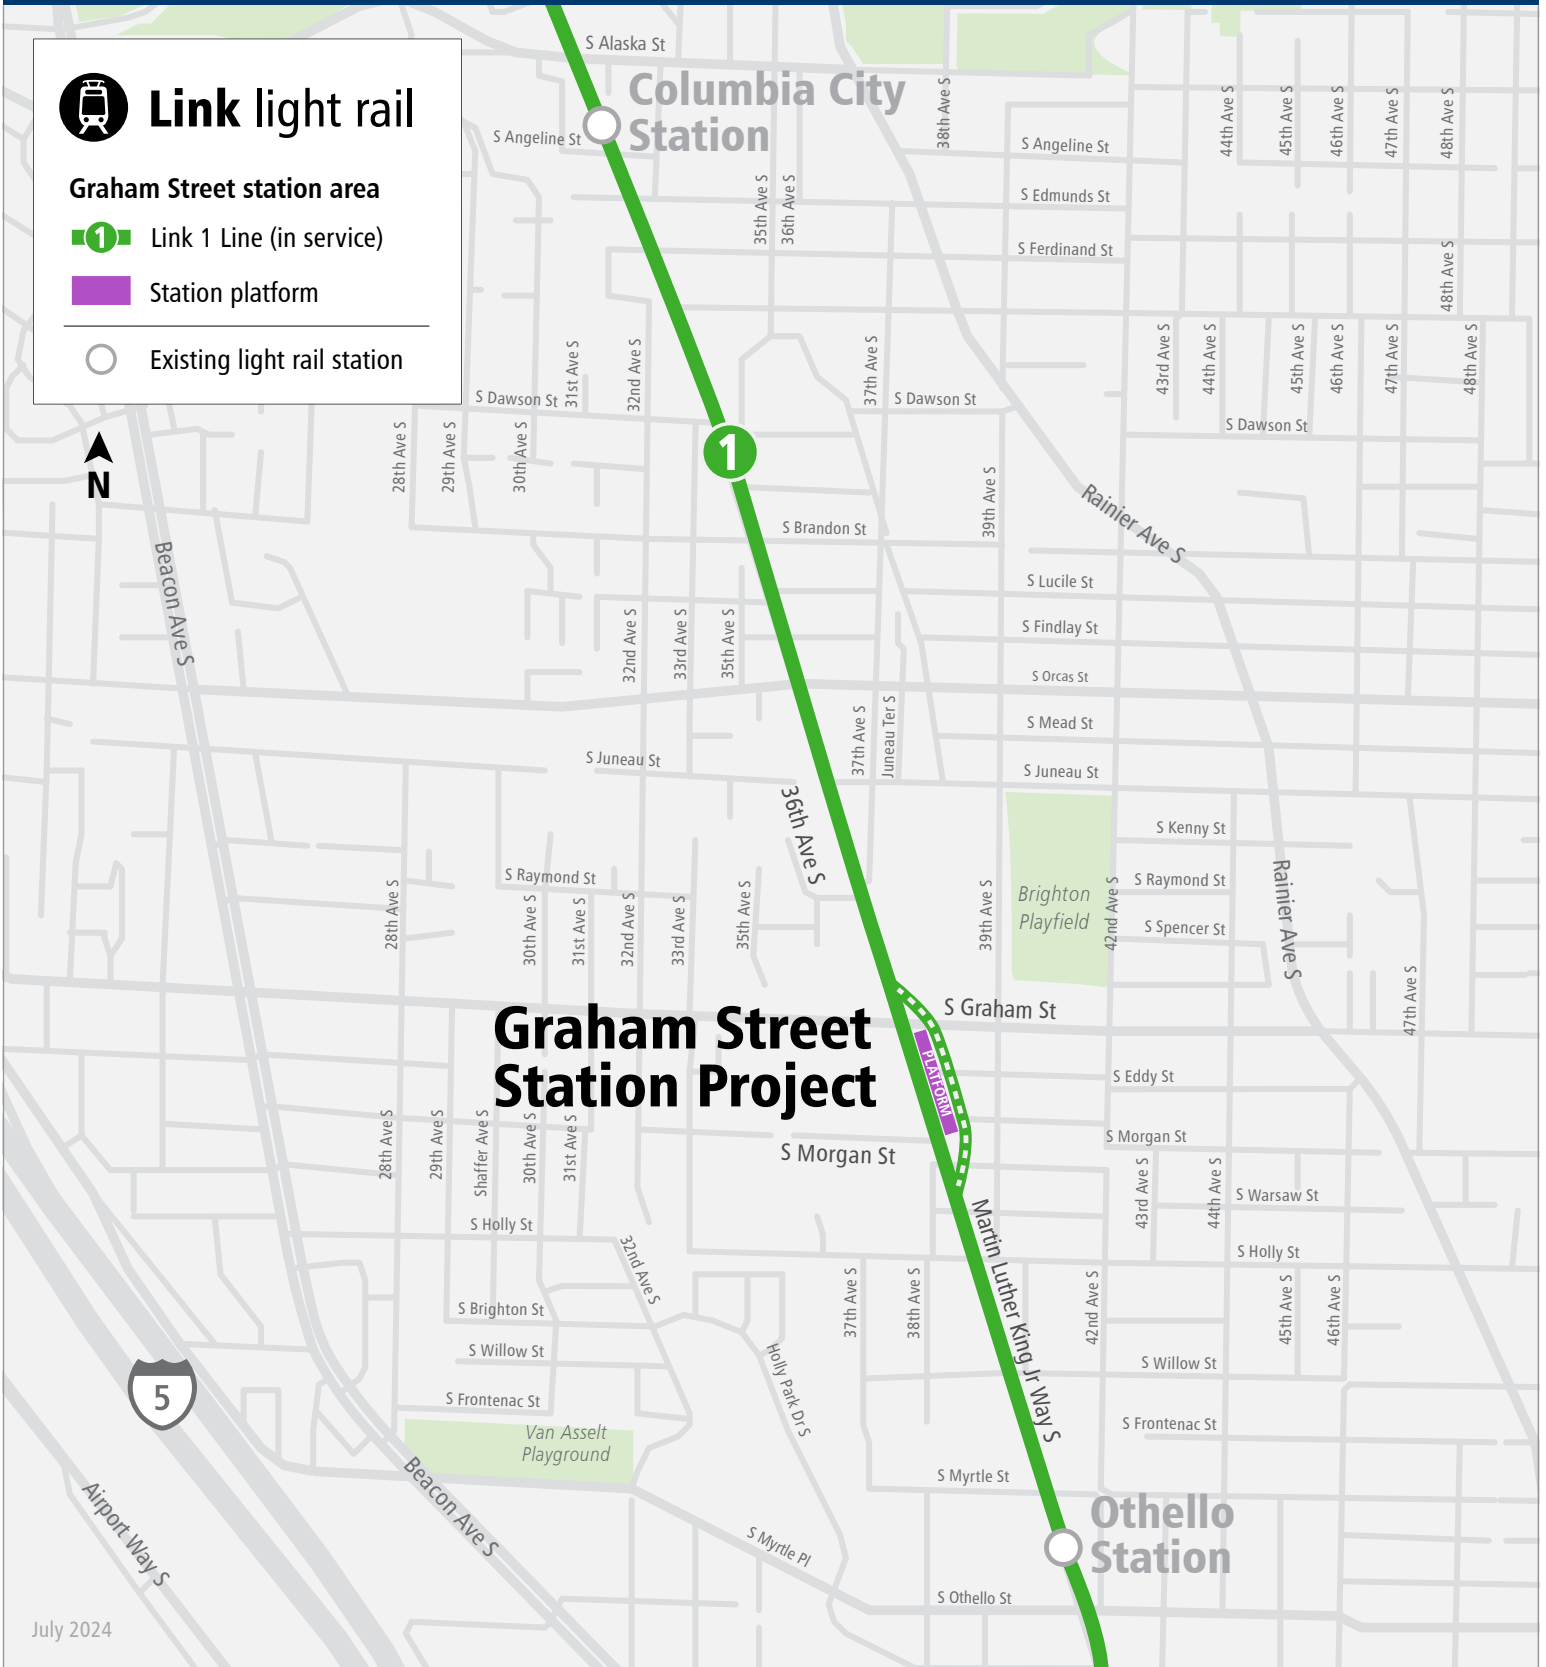 Link light rail
Graham Street station area
1 Link 1 Line (in service)
Station platform
Existing light rail station
N
S Alaska St
Columbia City
Station
S Angeline St
38th Ave S
S Angeline St
44th Ave S
45th Ave S
46th Ave S
47th Ave S
48th Ave S
35th Ave S
36th Ave S
S Edmunds St
S Ferdinand St
48th Ave S
31st Ave S
32nd Ave S
37th Ave S
43rd Ave S
44th Ave S
45th Ave S
46th Ave S
47th Ave S
48th Ave S
S Dawson St
S Dawson St
S Dawson St
28th Ave S
29th Ave S
30th Ave S
1
39th Ave S
Rainier Ave S
S Brandon St
Beacon Ave S
S Lucile St
32nd Ave S
33rd Ave S
35th Ave S
S Findlay St
S Orcas St
37th Ave S
Juneau Ter S
S Mead St
S Juneau St
S Juneau St
36th Ave S
S Kenny St
S Raymond St
S Raymond St
Rainier Ave S
28th Ave S
30th Ave S
31st Ave S
32nd Ave S
33rd Ave S
35th Ave S
39th Ave S
Brighton
Playfield
42nd Ave S
S Spencer St
47th Ave S
Graham Street
Station Project
S Graham St
PLATFORM
S Eddy St
28th Ave S
29th Ave S
Shaffer Ave S
30th Ave S
31st Ave S
S Morgan St
S Morgan St
43rd Ave S
44th Ave S
S Warsaw St
S Holly St
32nd Ave S
Martin Luther King Jr Way S
S Holly St
37th Ave S
38th Ave S
42nd Ave S
45th Ave S
46th Ave S
S Brighton St
S Willow St
Holly Park Dr S
S Willow St
5
S Frontenac St
S Frontenac St
Van Asselt
Playground
Beacon Ave S
Airport Way S
S Myrtle St
S Myrtle Pl
Othello
Station
S Othello St
July 2024